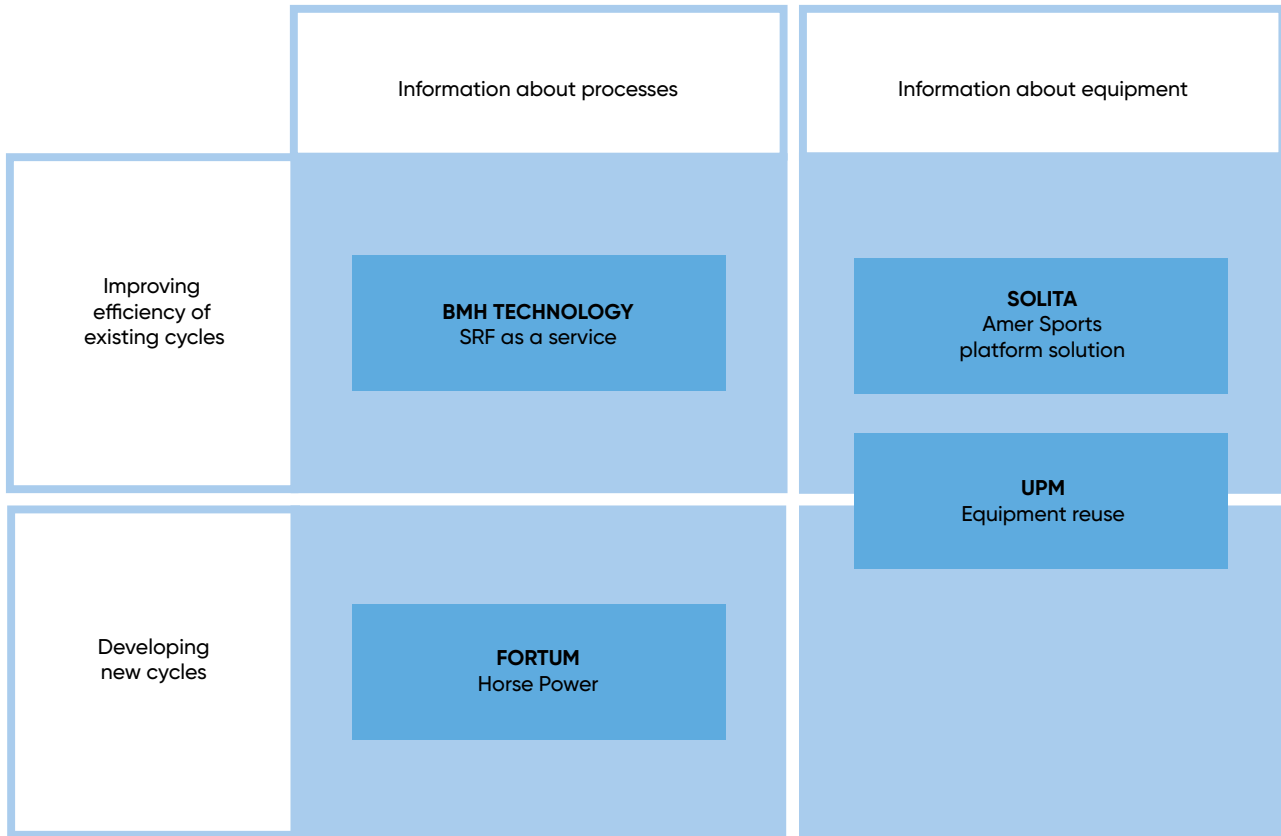 Information about processes
Information about equipment
Improving
efficiency of
existing cycles
BMH TECHNOLOGY
SRF as a service
SOLITA
Amer Sports
platform solution
UPM
Equipment reuse
Developing
new cycles
FORTUM
Horse Power